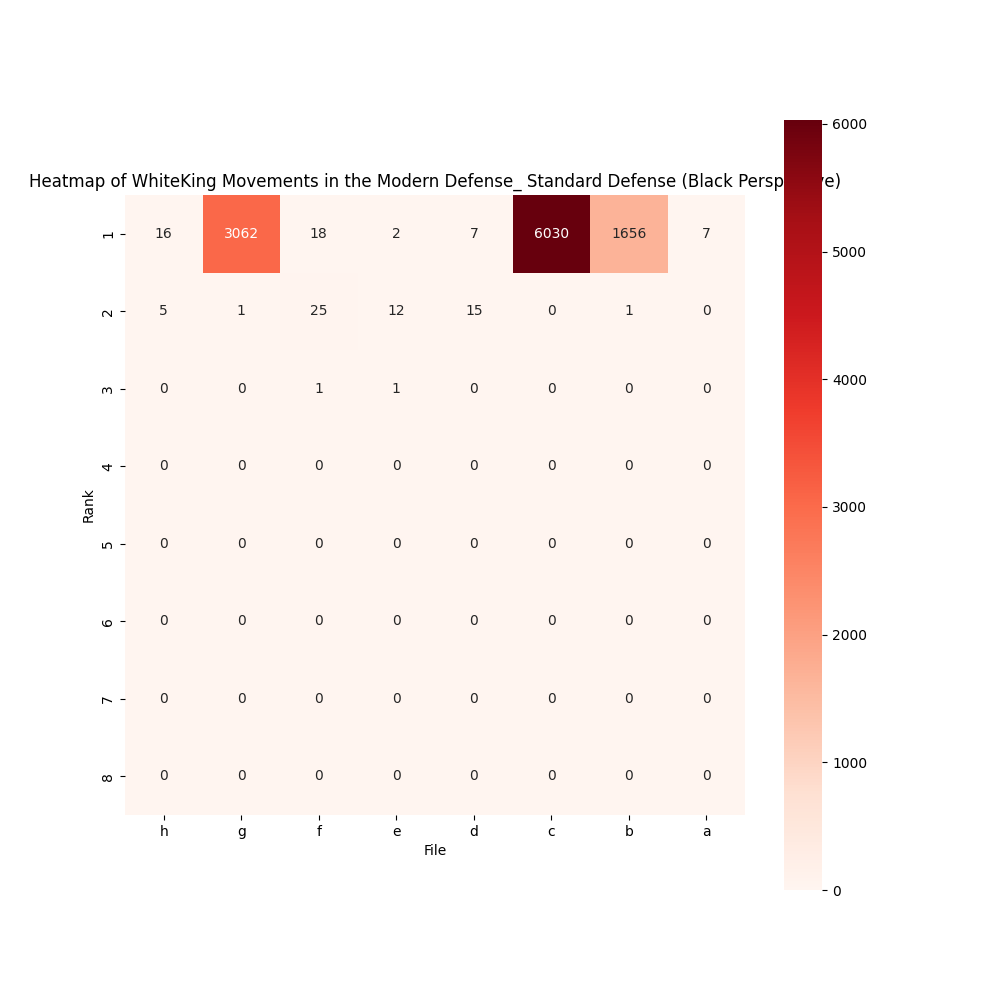 Heatmap of WhiteKing Movements in the Modern Defense_ Standard Defense (Black Persp ve)
1 16 3062 18 2 7 6030 1656 7
2 5 1 25 12 15 0 1 0
3 0 0 1 1 0 0 0 0
4 0 0 0 0 0 0 0 0
5 0 0 0 0 0 0 0 0
6 0 0 0 0 0 0 0 0
7 0 0 0 0 0 0 0 0
8 0 0 0 0 0 0 0 0
h g f e d c b a
File
Rank
6000
5000
4000
3000
2000
1000
0